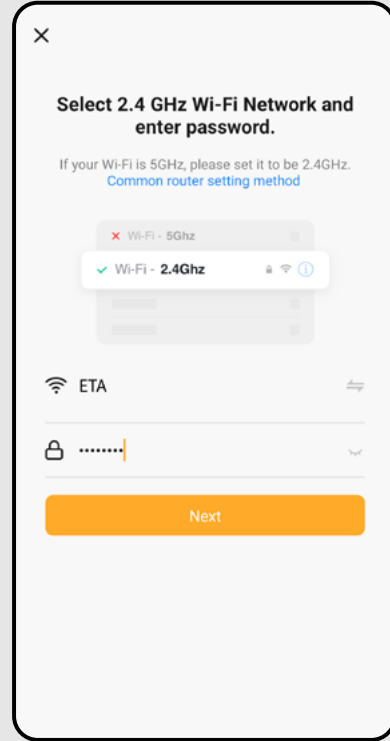 Select 2.4 GHz Wi-Fi Network and
enter password.
If your Wi-Fi is 5GHz, please set it to be 2.4GHz.
Common router setting method
Wi-Fi - 5Ghz
Wi-Fi - 2.4Ghz
ETA
••••••••
Next